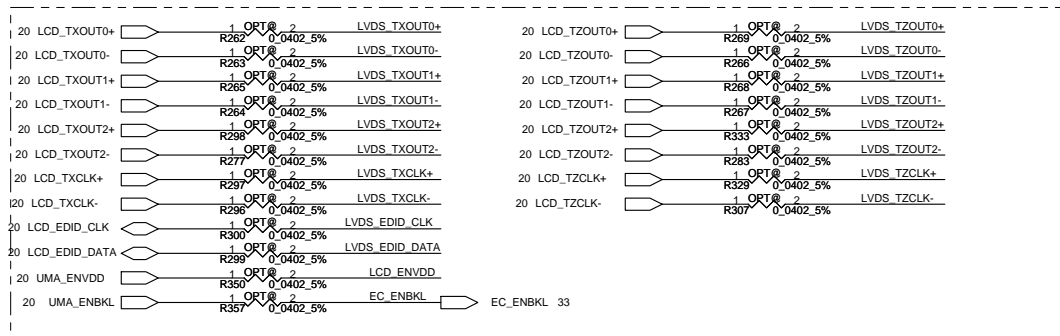 20 LCD_TXOUT0+ 1 OPT@ 2 LVDS_TXOUT0+
R262 0_0402_5%
20 LCD_TXOUT0- 1 OPT@ 2 LVDS_TXOUT0-
R263 0_0402_5%
20 LCD_TXOUT1+ 1 OPT@ 2 LVDS_TXOUT1+
R265 0_0402_5%
20 LCD_TXOUT1- 1 OPT@ 2 LVDS_TXOUT1-
R264 0_0402_5%
20 LCD_TXOUT2+ 1 OPT@ 2 LVDS_TXOUT2+
R298 0_0402_5%
20 LCD_TXOUT2- 1 OPT@ 2 LVDS_TXOUT2-
R277 0_0402_5%
20 LCD_TXCLK+ 1 OPT@ 2 LVDS_TXCLK+
R297 0_0402_5%
20 LCD_TXCLK- 1 OPT@ 2 LVDS_TXCLK-
R296 0_0402_5%
20 LCD_EDID_CLK 1 OPT@ 2 LVDS_EDID_CLK
R300 0_0402_5%
20 LCD_EDID_DATA 1 OPT@ 2 LVDS_EDID_DATA
R299 0_0402_5%
20 UMA_ENVDD 1 OPT@ 2 LCD_ENVDD
R350 0_0402_5%
20 UMA_ENBKL 1 OPT@ 2 EC_ENBKL EC_ENBKL 33
R357 0_0402_5%
20 LCD_TZOUT0+ 1 OPT@ 2 LVDS_TZOUT0+
R269 0_0402_5%
20 LCD_TZOUT0- 1 OPT@ 2 LVDS_TZOUT0-
R266 0_0402_5%
20 LCD_TZOUT1+ 1 OPT@ 2 LVDS_TZOUT1+
R268 0_0402_5%
20 LCD_TZOUT1- 1 OPT@ 2 LVDS_TZOUT1-
R267 0_0402_5%
20 LCD_TZOUT2+ 1 OPT@ 2 LVDS_TZOUT2+
R333 0_0402_5%
20 LCD_TZOUT2- 1 OPT@ 2 LVDS_TZOUT2-
R283 0_0402_5%
20 LCD_TZCLK+ 1 OPT@ 2 LVDS_TZCLK+
R329 0_0402_5%
20 LCD_TZCLK- 1 OPT@ 2 LVDS_TZCLK-
R307 0_0402_5%